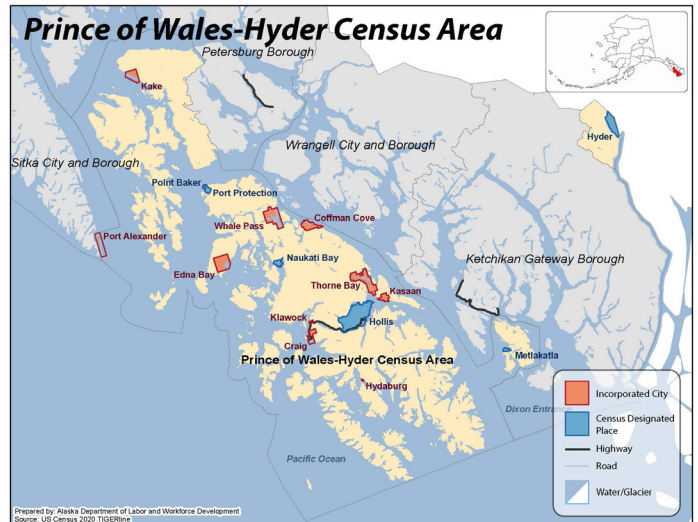 Prince of Wales-Hyder Census Area
Petersburg Borough
Kake
Wrangell City and Borough
Hyder
Sitka City and Borough
Point Baker
Port Protection
Whale Pass
Coffman Cove
Port Alexander
Edna Bay
Naukati Bay
Ketchikan Gateway Borough
Thorne Bay
Kasaan
Klawock
Hollis
Craig
Prince of Wales-Hyder Census Area
Metlakatla
Hydaburg
Dixon Entrance
Pacific Ocean
Incorporated City
Census Designated
Place
Highway
Road
Water/Glacier
Prepared by: Alaska Department of Labor and Workforce Development
Source: US Census 2020 TIGERline